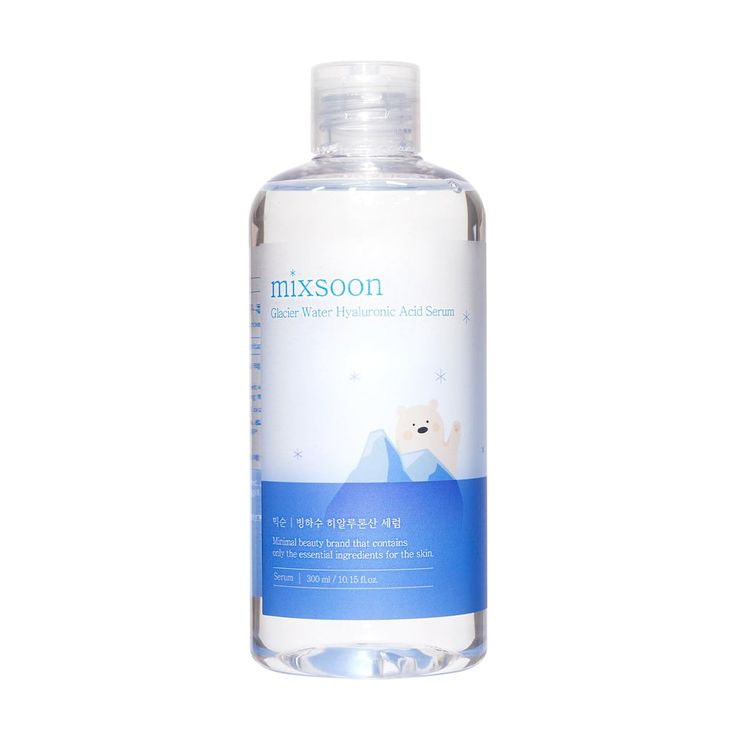 mixsoon
Glacier Water Hyaluronic Acid Serum
믹순 | 빙하수 히알루론산 세럼
Minimal beauty brand that contains
only the essential ingredients for the skin.
Serum | 300 ml / 10.15 fl.oz.